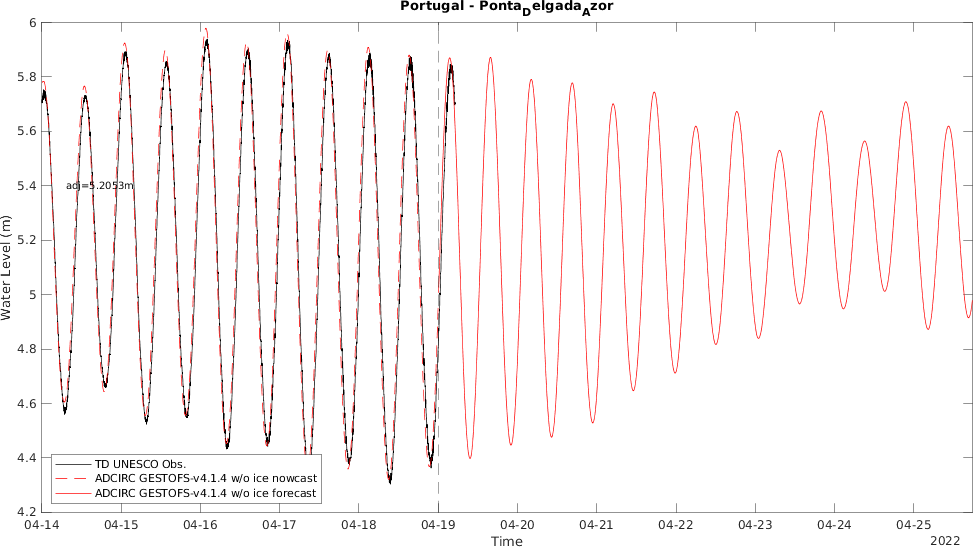 Portugal - PontaDelgadaAzor
6
5.8
5.6
5.4
5.2
5
4.8
4.6
4.4
4.2
Water Level (m)
adj=5.2053m
TD UNESCO Obs.
ADCIRC GESTOFS-v4.1.4 w/o ice nowcast
ADCIRC GESTOFS-v4.1.4 w/o ice forecast
04-14 04-15 04-16 04-17 04-18 04-19 04-20 04-21 04-22 04-23 04-24 04-25
Time
2022